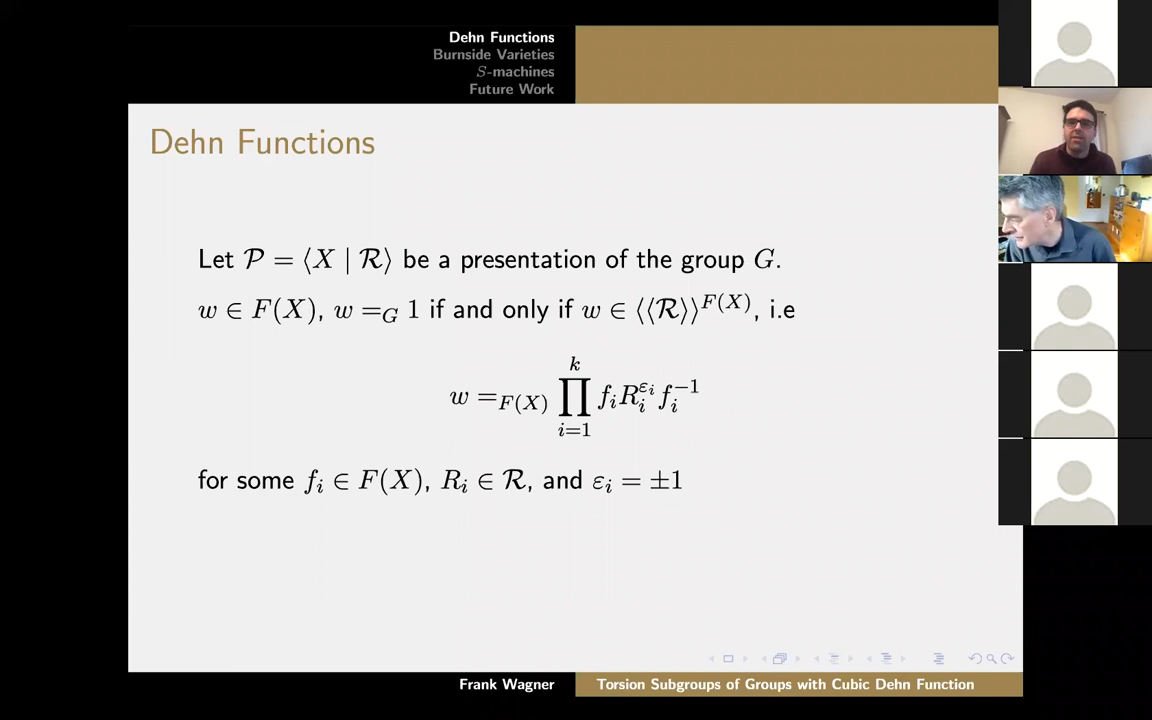 Dehn Functions
Burnside Varieties
S-machines
Future Work
Dehn Functions
Let 𝒫 = ⟨X | ℛ⟩ be a presentation of the group G.
w ∈ F(X), w =_G 1 if and only if w ∈ ⟨⟨ℛ⟩⟩^{F(X)}, i.e
w =_{F(X)} ∏_{i=1}^{k} f_i R_i^{ε_i} f_i^{-1}
for some f_i ∈ F(X), R_i ∈ ℛ, and ε_i = ±1
Frank Wagner
Torsion Subgroups of Groups with Cubic Dehn Function